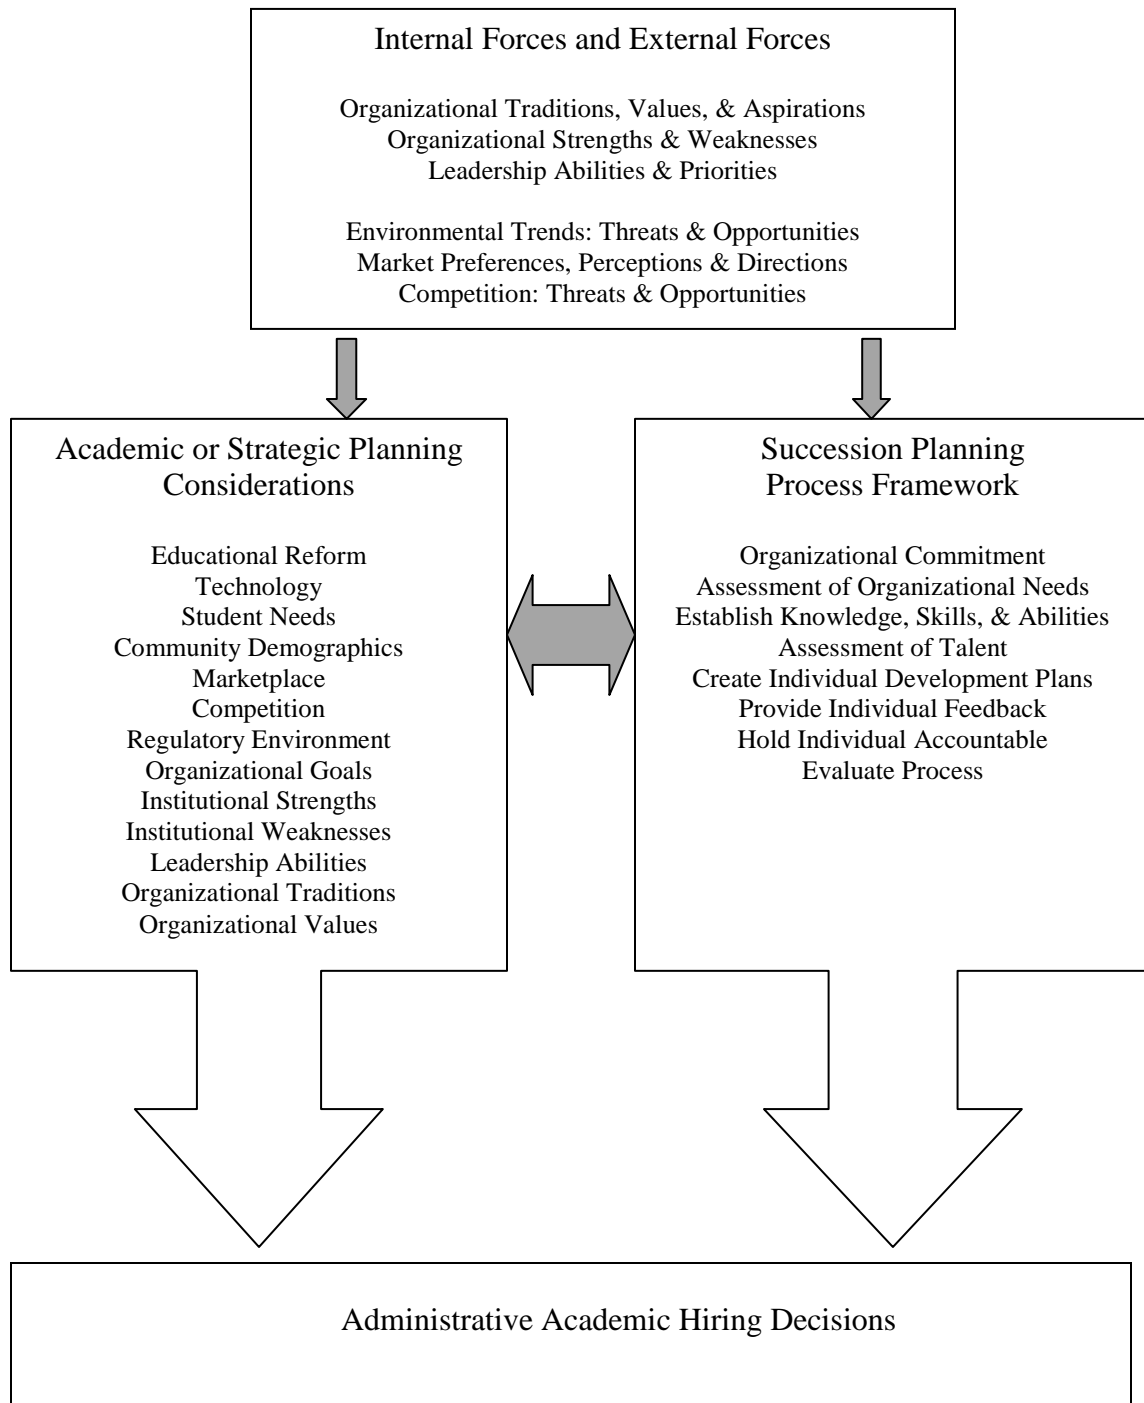 Internal Forces and External Forces
Organizational Traditions, Values, & Aspirations
Organizational Strengths & Weaknesses
Leadership Abilities & Priorities
Environmental Trends: Threats & Opportunities
Market Preferences, Perceptions & Directions
Competition: Threats & Opportunities
Academic or Strategic Planning
Considerations
Educational Reform
Technology
Student Needs
Community Demographics
Marketplace
Competition
Regulatory Environment
Organizational Goals
Institutional Strengths
Institutional Weaknesses
Leadership Abilities
Organizational Traditions
Organizational Values
Succession Planning
Process Framework
Organizational Commitment
Assessment of Organizational Needs
Establish Knowledge, Skills, & Abilities
Assessment of Talent
Create Individual Development Plans
Provide Individual Feedback
Hold Individual Accountable
Evaluate Process
Administrative Academic Hiring Decisions